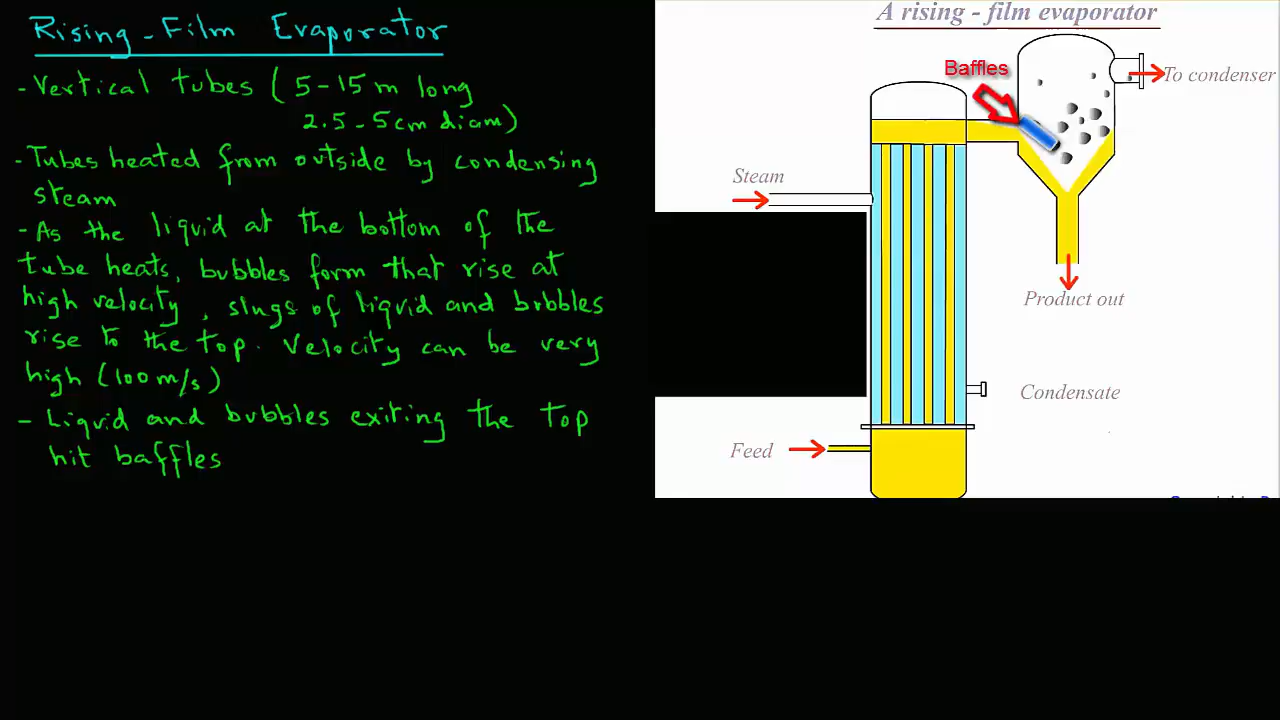 Rising-Film Evaporator
- Vertical tubes ( 5-15 m long
2.5-5cm diam)
- Tubes heated from outside by condensing
steam
- As the liquid at the bottom of the
tube heats, bubbles form that rise at
high velocity, slugs of liquid and bubbles
rise to the top. Velocity can be very
high (100m/s)
- Liquid and bubbles exiting the top
hit baffles
A rising - film evaporator
Baffles
To condenser
Steam
Product out
Condensate
Feed